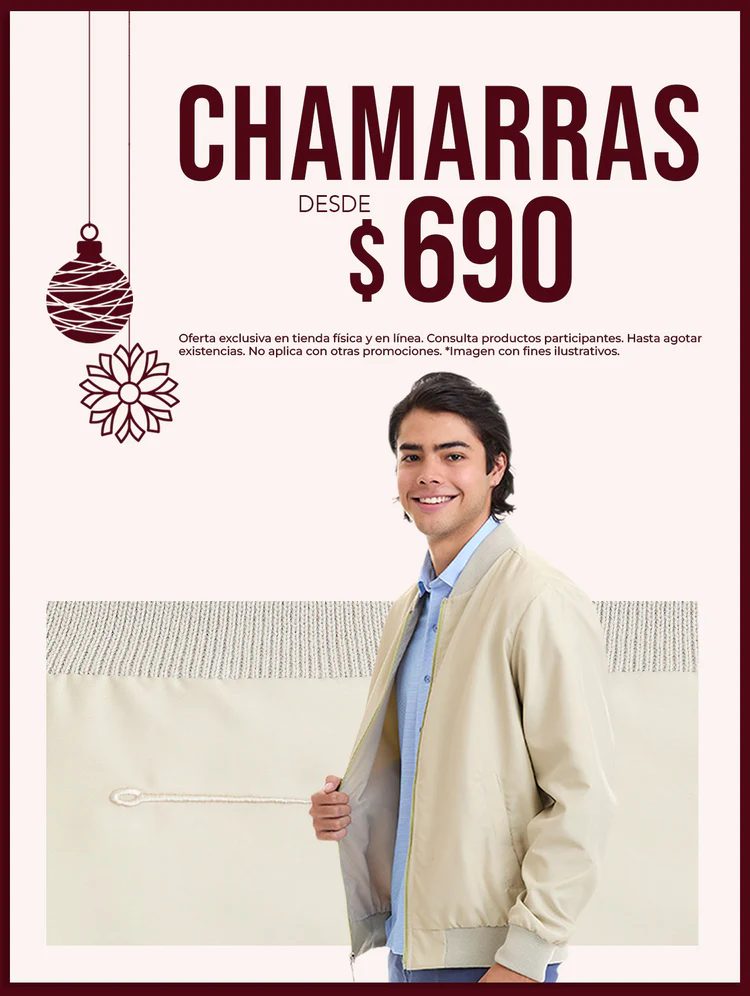 CHAMARRAS
DESDE
$690
Oferta exclusiva en tienda física y en línea. Consulta productos participantes. Hasta agotar
existencias. No aplica con otras promociones. *Imagen con fines ilustrativos.